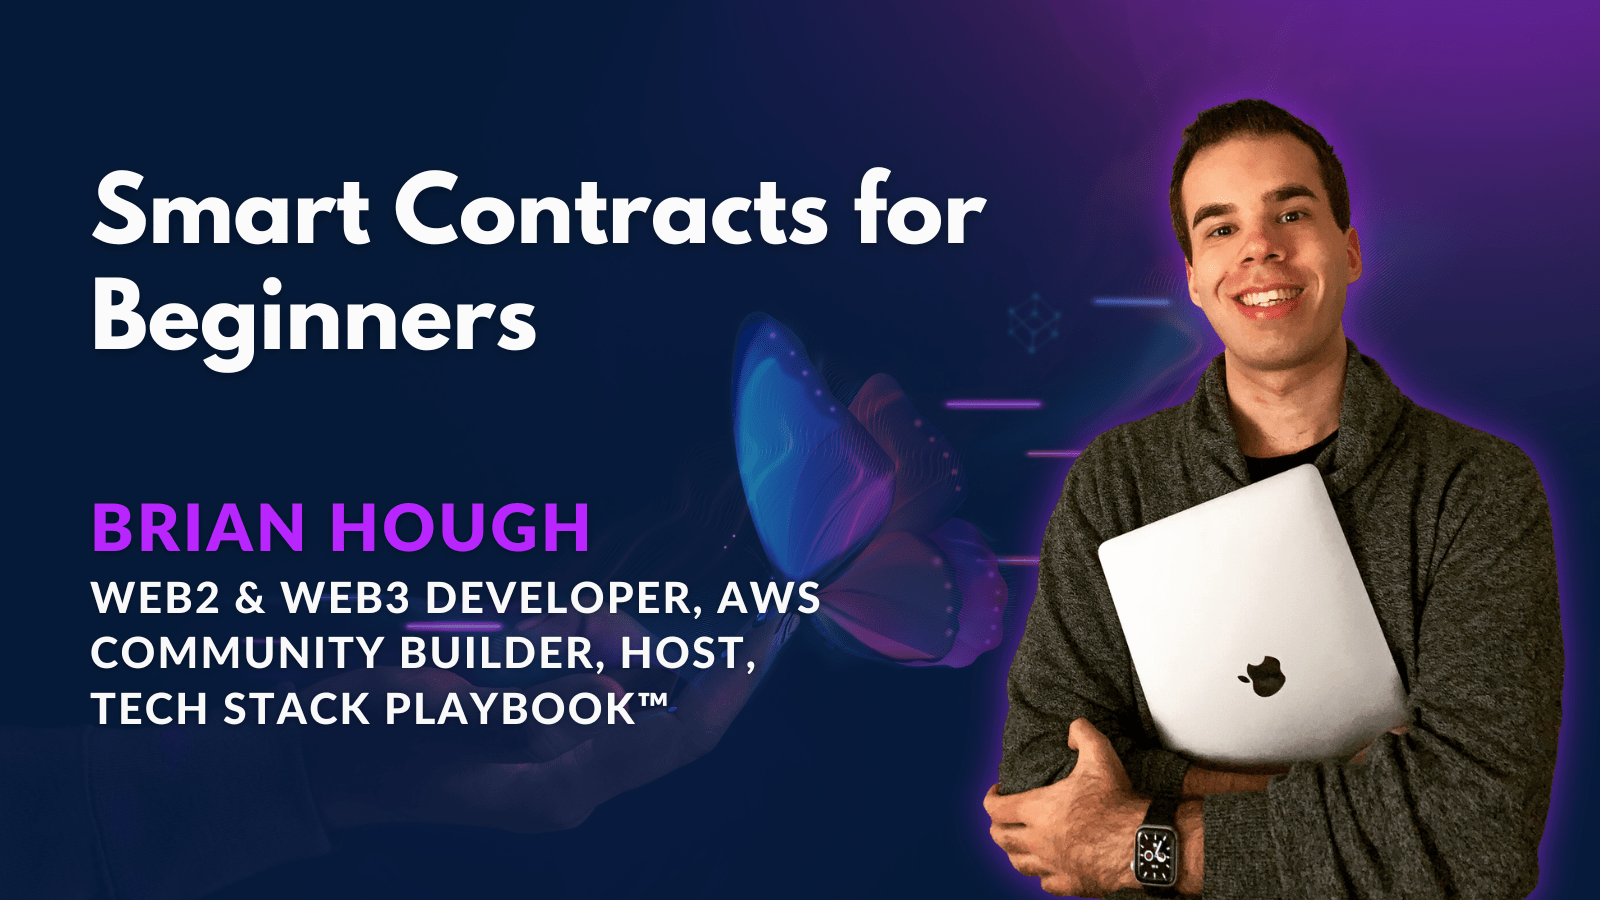 Smart Contracts for
Beginners
BRIAN HOUGH
WEB2 & WEB3 DEVELOPER, AWS
COMMUNITY BUILDER, HOST,
TECH STACK PLAYBOOK™